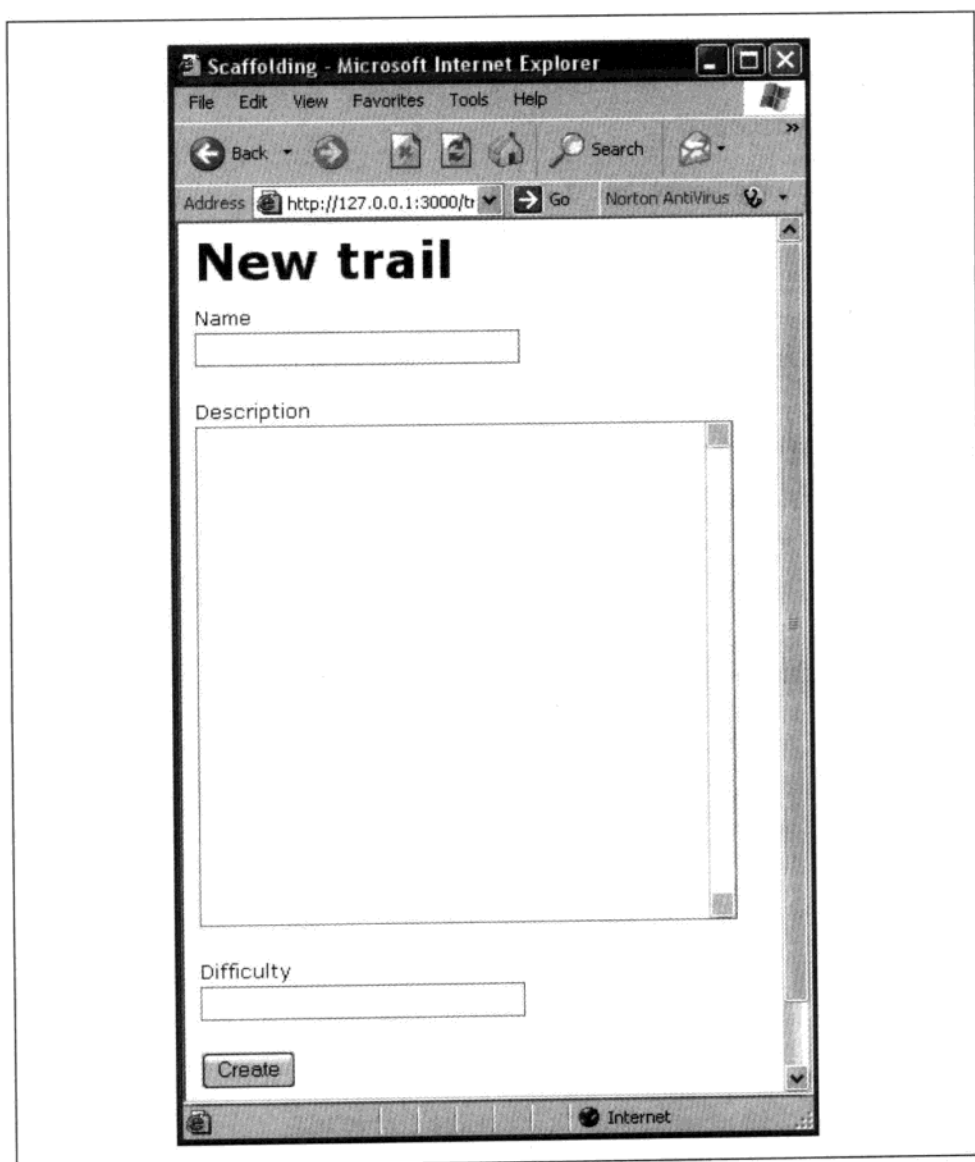 Scaffolding - Microsoft Internet Explorer
File Edit View Favorites Tools Help
Back Search
Address http://127.0.0.1:3000/tr Go Norton AntiVirus
New trail
Name
Description
Difficulty
Create
Internet